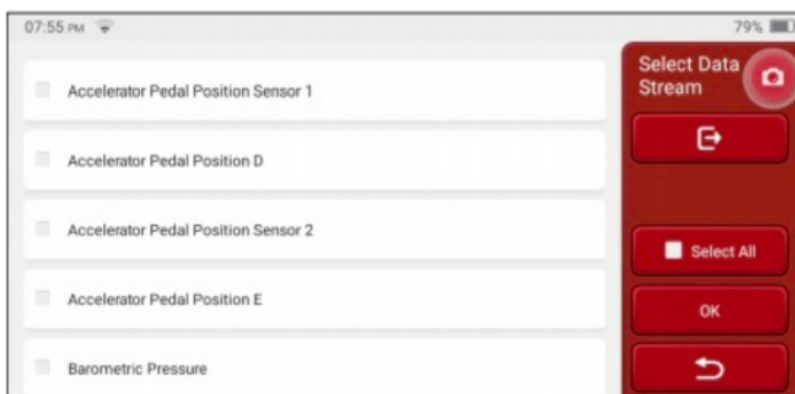 07:55 PM
79%
Accelerator Pedal Position Sensor 1
Accelerator Pedal Position D
Accelerator Pedal Position Sensor 2
Accelerator Pedal Position E
Barometric Pressure
Select Data
Stream
Select All
OK